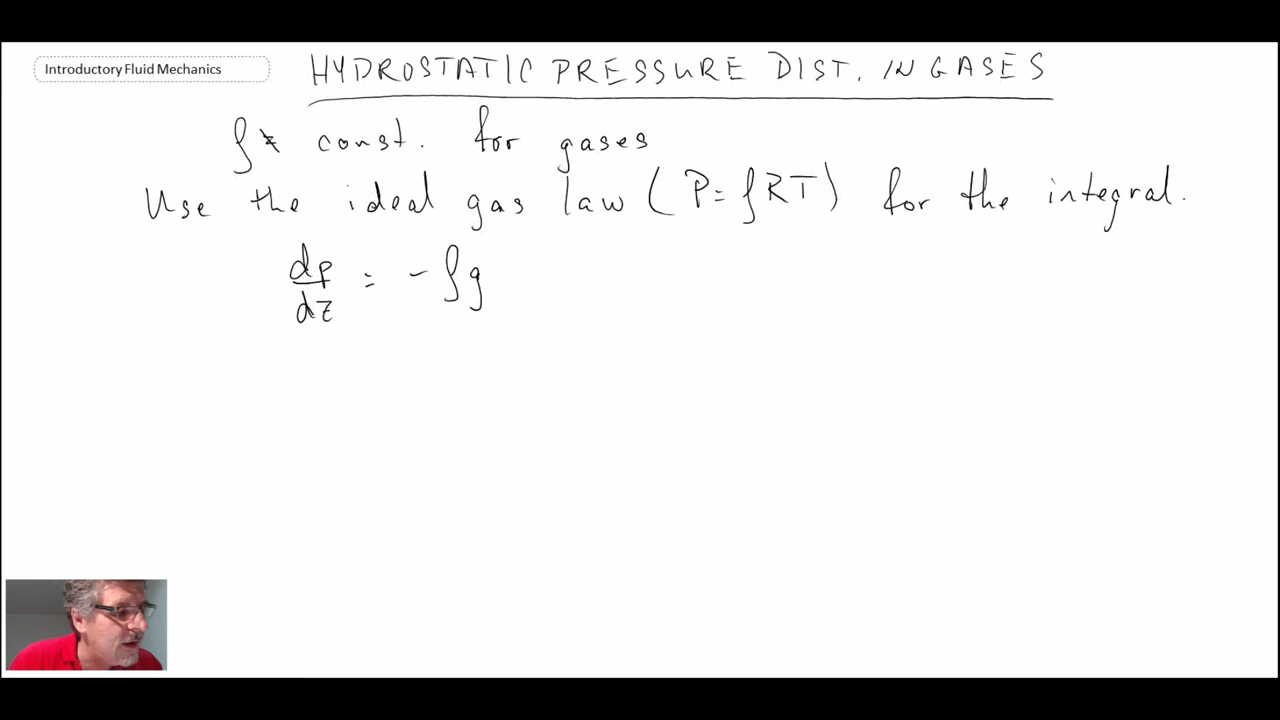 Introductory Fluid Mechanics
HYDROSTATIC PRESSURE DIST. IN GASES
ρ ≠ const. for gases
Use the ideal gas law (P = ρRT) for the integral.
dp/dz = -ρg